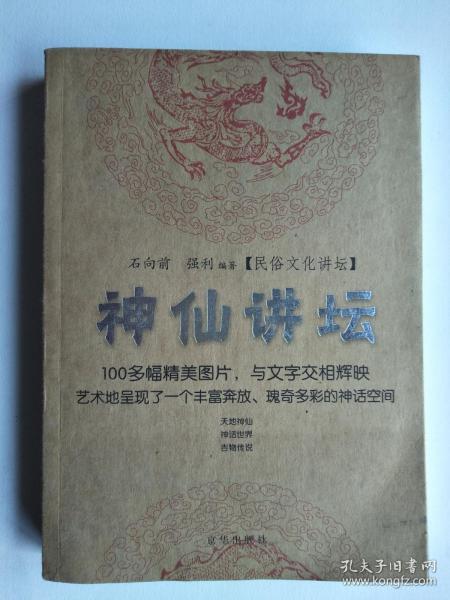 石向前 强利 编著【民俗文化讲坛】
神仙讲坛
100多幅精美图片，与文字交相辉映
艺术地呈现了一个丰富奔放、瑰奇多彩的神话空间
天地神仙
神话世界
吉物传说
京华出版社
孔夫子旧书网
www.kongfz.com